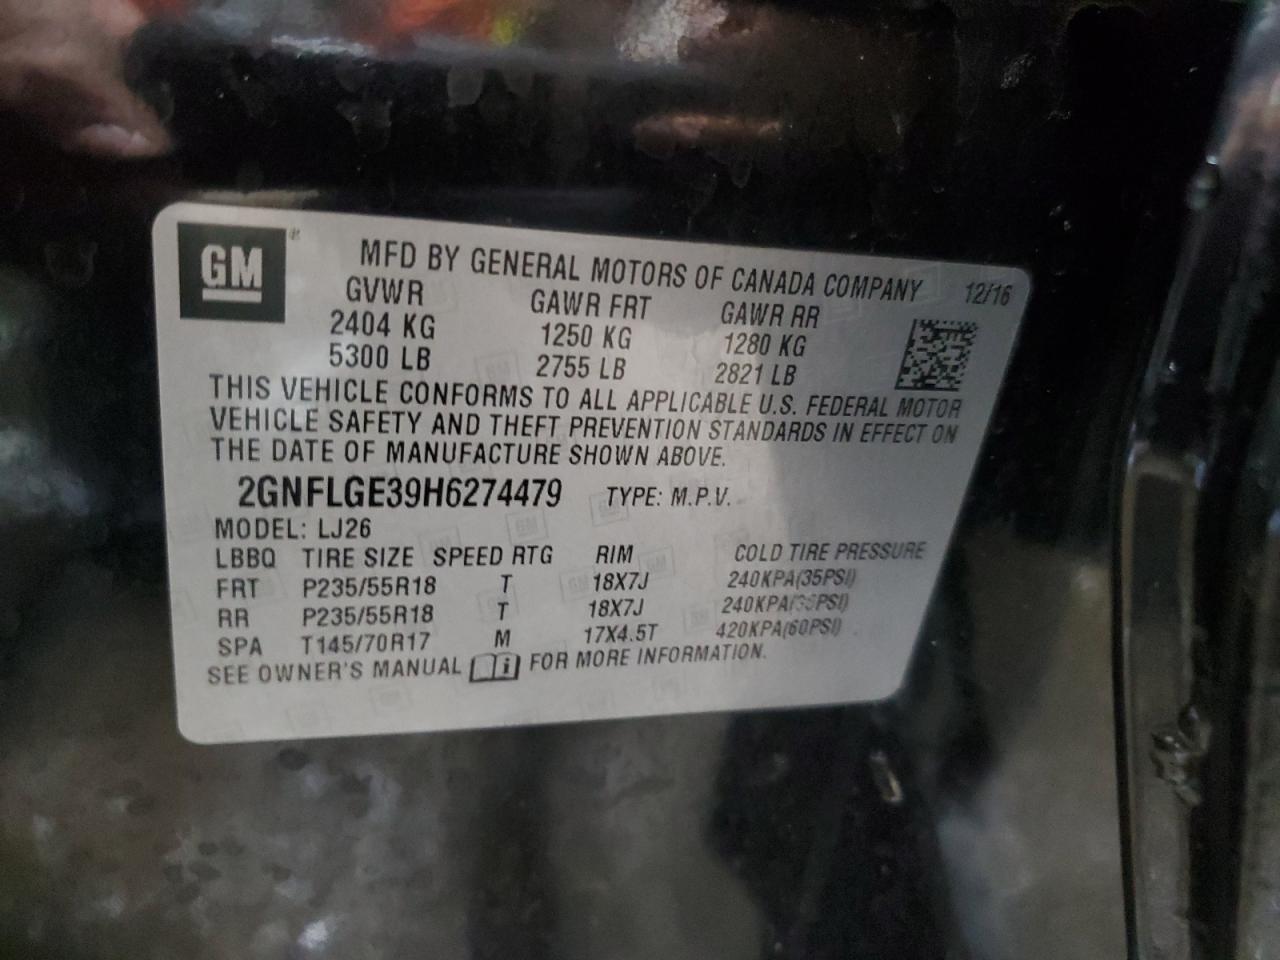 GM
MFD BY GENERAL MOTORS OF CANADA COMPANY 12/16
GVWR GAWR FRT GAWR RR
2404 KG 1250 KG 1280 KG
5300 LB 2755 LB 2821 LB
THIS VEHICLE CONFORMS TO ALL APPLICABLE U.S. FEDERAL MOTOR
VEHICLE SAFETY AND THEFT PREVENTION STANDARDS IN EFFECT ON
THE DATE OF MANUFACTURE SHOWN ABOVE.
2GNFLGE39H6274479 TYPE: M.P.V.
MODEL: LJ26
LBBQ TIRE SIZE SPEED RTG RIM COLD TIRE PRESSURE
FRT P235/55R18 T 18X7J 240KPA(35PSI)
RR P235/55R18 T 18X7J 240KPA(35PSI)
SPA T145/70R17 M 17X4.5T 420KPA(60PSI)
SEE OWNER'S MANUAL FOR MORE INFORMATION.